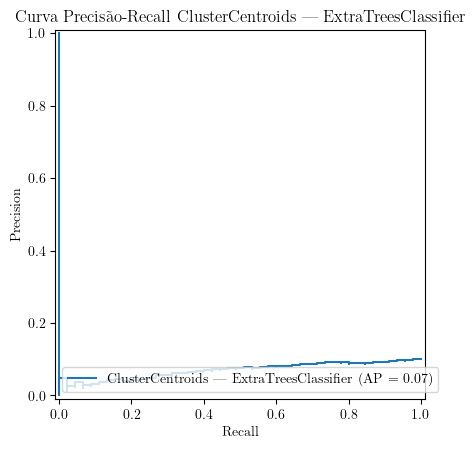 Curva Precisão-Recall ClusterCentroids — ExtraTreesClassifier
1.0
0.8
0.6
0.4
0.2
0.0
Precision
ClusterCentroids — ExtraTreesClassifier (AP = 0.07)
0.0 0.2 0.4 0.6 0.8 1.0
Recall